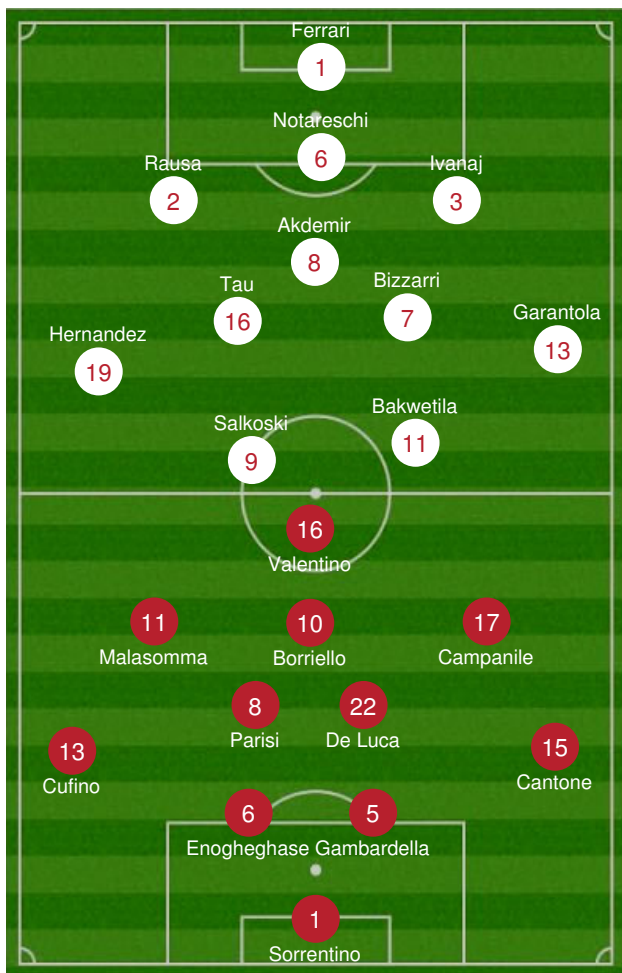 Ferrari
1
Notareschi
6
Rausa
2
Ivanaj
3
Akdemir
8
Tau
16
Bizzarri
7
Garantola
13
Hernandez
19
Bakwetila
11
Salkoski
9
16
Valentino
11
Malasomma
10
Borriello
17
Campanile
8
Parisi
22
De Luca
13
Cufino
15
Cantone
6
5
Enogheghase Gambardella
1
Sorrentino